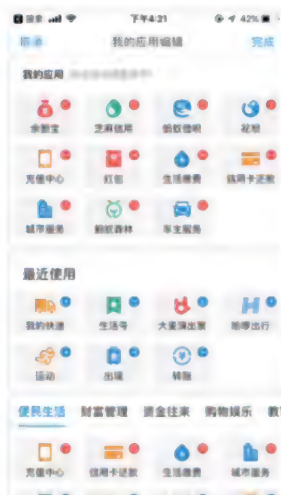 搜索 下午4:21 42%
我的应用编辑 完成
我的应用
余额宝 芝麻信用 蚂蚁借呗 花呗
充值中心 红包 生活缴费 信用卡还款
城市服务 蚂蚁森林 车主服务
最近使用
我的快递 生活号 大麦演出票 哈啰出行
运动 出境 转账
便民生活 财富管理 资金往来 购物娱乐 教
充值中心 信用卡还款 生活缴费 城市服务